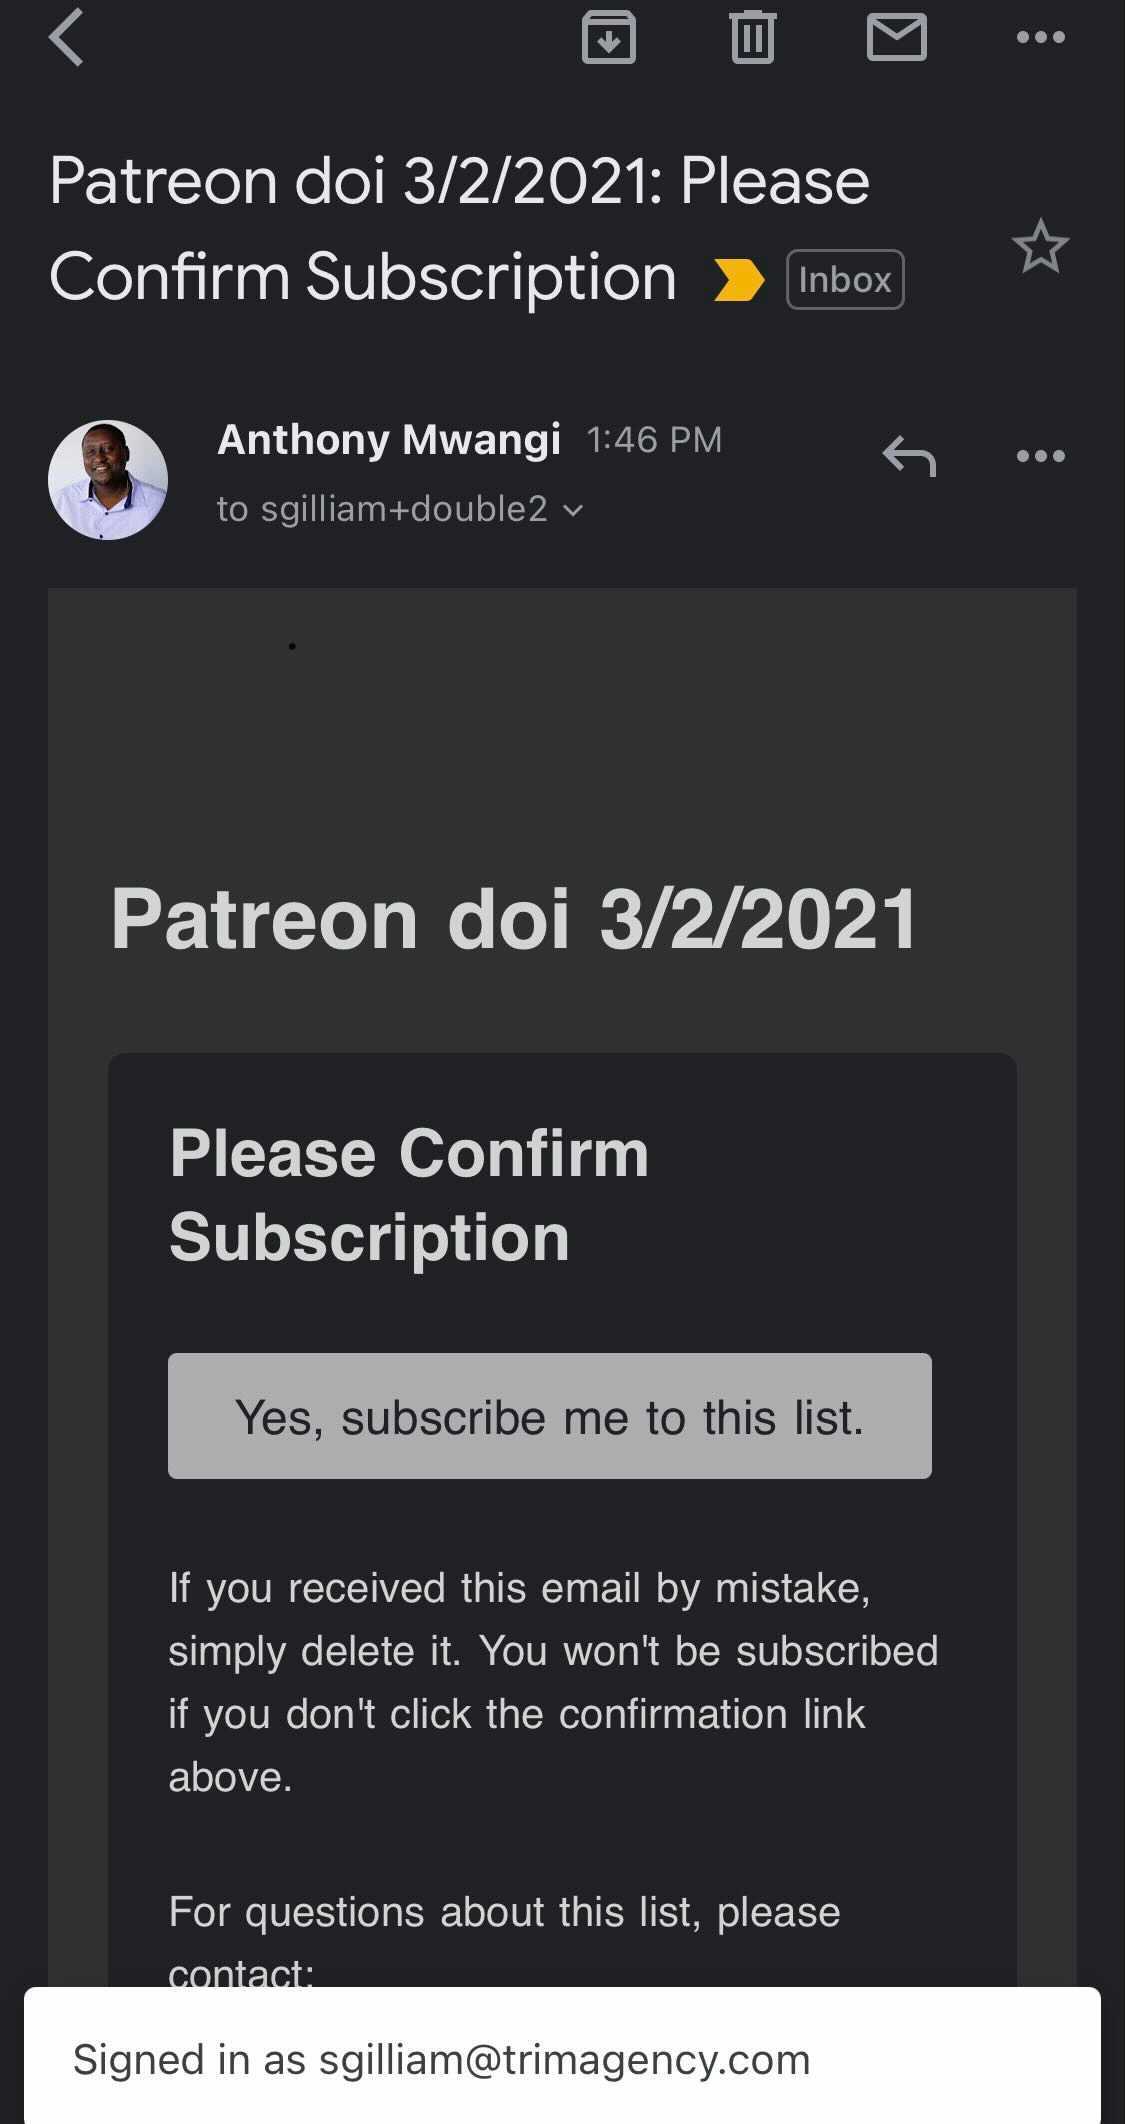 Patreon doi 3/2/2021: Please
Confirm Subscription Inbox
Anthony Mwangi 1:46 PM
to sgilliam+double2
Patreon doi 3/2/2021
Please Confirm
Subscription
Yes, subscribe me to this list.
If you received this email by mistake,
simply delete it. You won't be subscribed
if you don't click the confirmation link
above.
For questions about this list, please
contact:
Signed in as sgilliam@trimagency.com